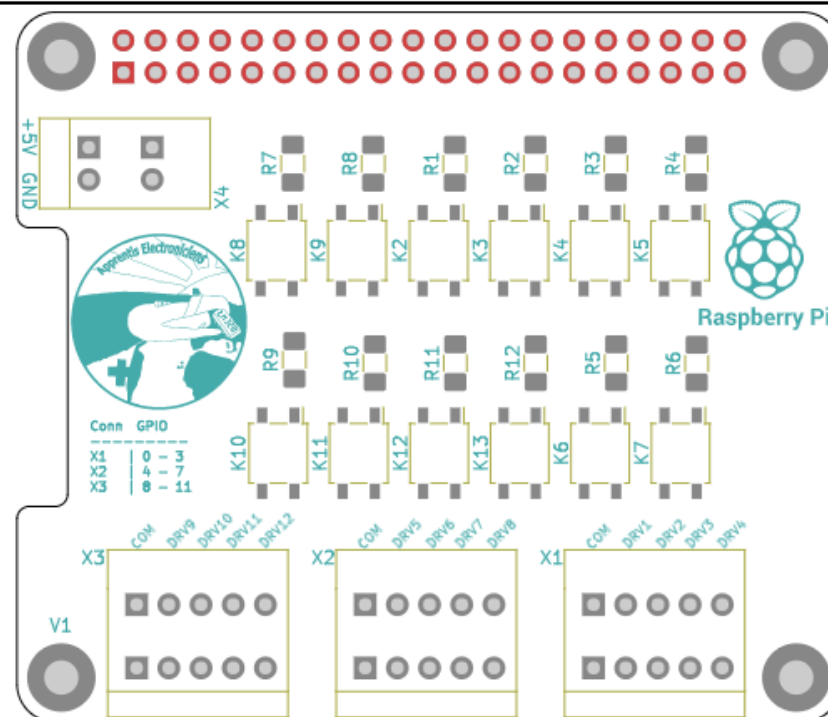 +5V
GND
X4
R7
R8
R1
R2
R3
R4
K8
K9
K2
K3
K4
K5
Apprentis Electroniciens
Raspberry Pi
R9
R10
R11
R12
R5
R6
K10
K11
K12
K13
K6
K7
Conn GPIO
----------
X1 | 0 - 3
X2 | 4 - 7
X3 | 8 - 11
X3
COM DRV9 DRV10 DRV11 DRV12
X2
COM DRV5 DRV6 DRV7 DRV8
X1
COM DRV1 DRV2 DRV3 DRV4
V1